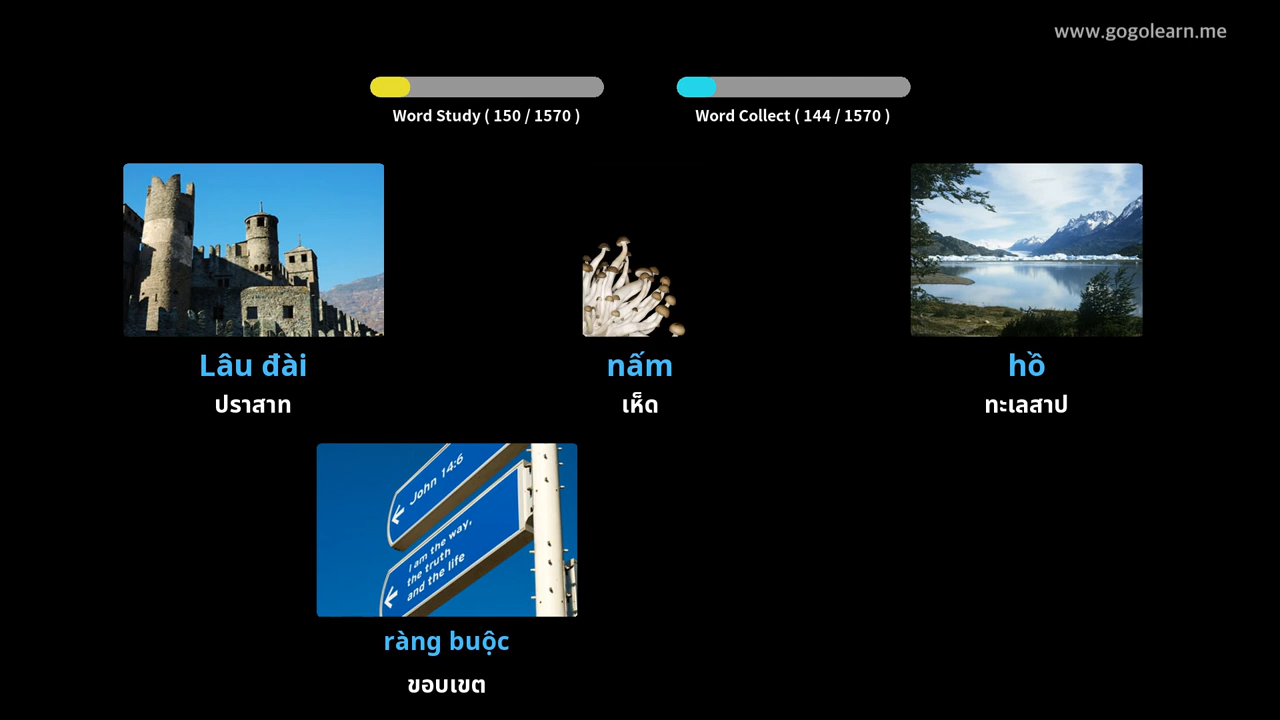 www.gogolearn.me
Word Study ( 150 / 1570 )
Word Collect ( 144 / 1570 )
Lâu đài
ปราสาท
nấm
เห็ด
hồ
ทะเลสาป
John 14:6
I am the way,
the truth
and the life
ràng buộc
ขอบเขต